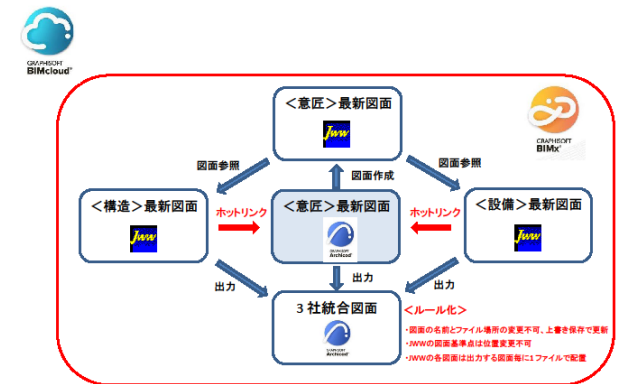 GRAPHISOFT
BIMcloud®
＜意匠＞最新図面
Jww
GRAPHISOFT
BIMx®
図面参照
図面作成
図面参照
＜構造＞最新図面
Jww
ホットリンク
＜意匠＞最新図面
GRAPHISOFT
Archicad
ホットリンク
＜設備＞最新図面
Jww
出力
出力
出力
3 社統合図面
GRAPHISOFT
Archicad
＜ルール化＞
・図面の名前とファイル場所の変更不可、上書き保存で更新
・JWWの図面基準点は位置変更不可
・JWWの各図面は出力する図面毎に1ファイルで配置